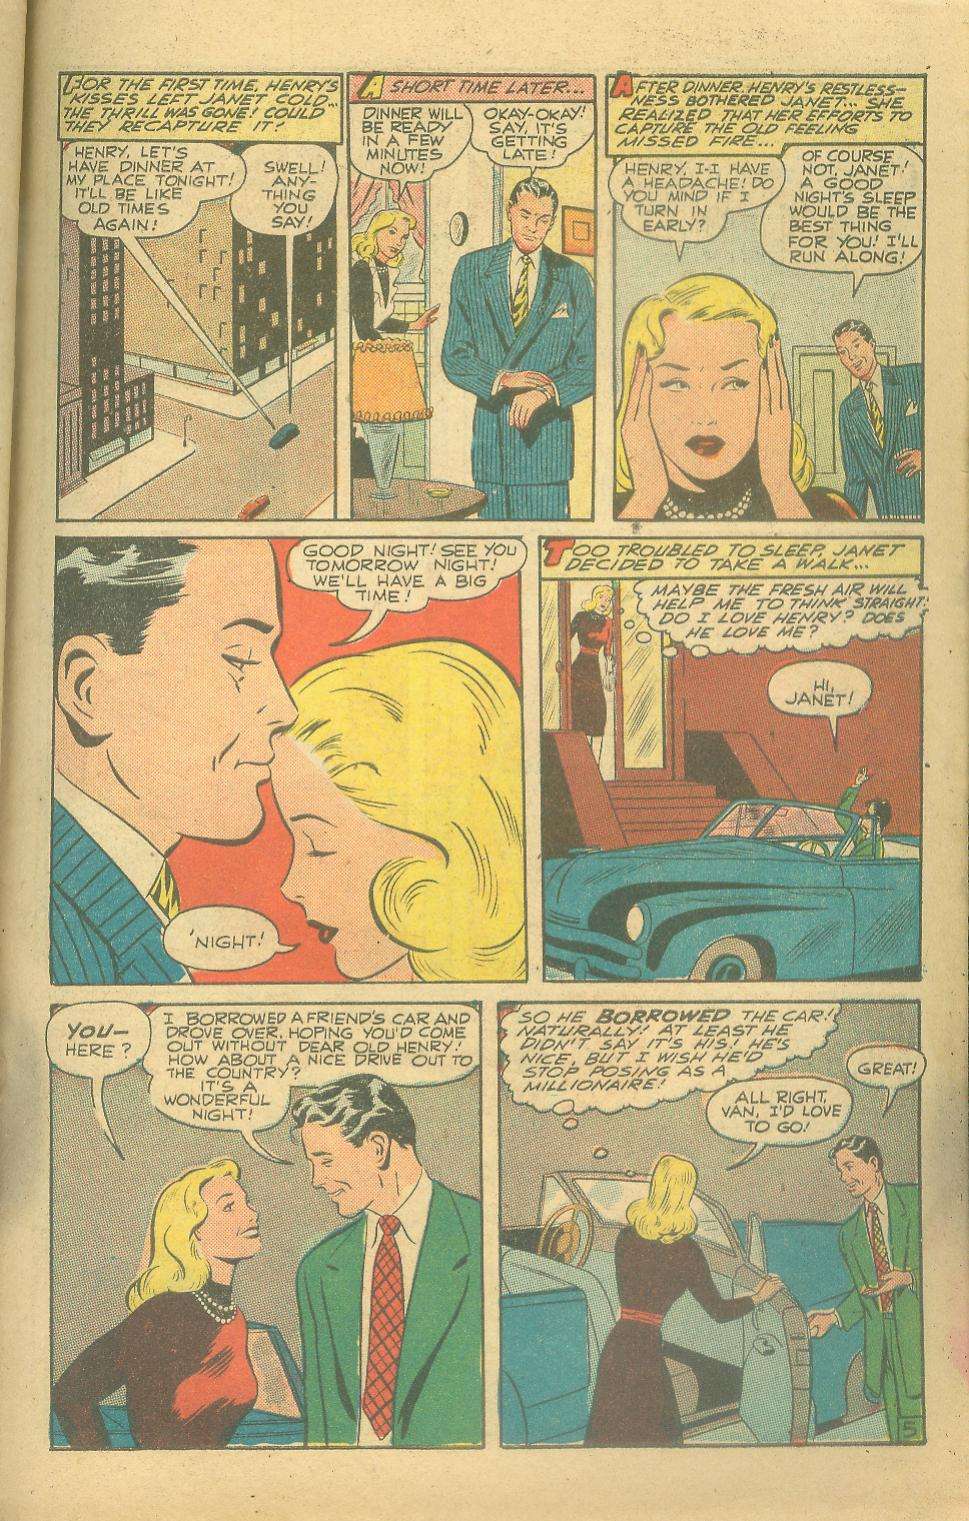 FOR THE FIRST TIME, HENRY'S
KISSES LEFT JANET COLD...
THE THRILL WAS GONE! COULD
THEY RECAPTURE IT?
HENRY, LET'S
HAVE DINNER AT
MY PLACE TONIGHT!
IT'LL BE LIKE
OLD TIMES
AGAIN!
SWELL!
ANY-
THING
YOU
SAY!
A SHORT TIME LATER...
DINNER WILL
BE READY
IN A FEW
MINUTES
NOW!
OKAY-OKAY!
SAY, IT'S
GETTING
LATE!
AFTER DINNER, HENRY'S RESTLESS-
NESS BOTHERED JANET... SHE
REALIZED THAT HER EFFORTS TO
CAPTURE THE OLD FEELING
MISSED FIRE...
HENRY, I-I HAVE
A HEADACHE! DO
YOU MIND IF I
TURN IN
EARLY?
OF COURSE
NOT, JANET!
A GOOD
NIGHT'S SLEEP
WOULD BE THE
BEST THING
FOR YOU! I'LL
RUN ALONG!
GOOD NIGHT! SEE YOU
TOMORROW NIGHT!
WE'LL HAVE A BIG
TIME!
'NIGHT!
TOO TROUBLED TO SLEEP, JANET
DECIDED TO TAKE A WALK...
MAYBE THE FRESH AIR WILL
HELP ME TO THINK STRAIGHT!
DO I LOVE HENRY? DOES
HE LOVE ME?
HI,
JANET!
YOU-
HERE?
I BORROWED A FRIEND'S CAR AND
DROVE OVER, HOPING YOU'D COME
OUT WITHOUT DEAR OLD HENRY!
HOW ABOUT A NICE DRIVE OUT TO
THE COUNTRY?
IT'S A
WONDERFUL
NIGHT!
SO HE BORROWED THE CAR!
NATURALLY! AT LEAST HE
DIDN'T SAY IT'S HIS! HE'S
NICE, BUT I WISH HE'D
STOP POSING AS A
MILLIONAIRE!
ALL RIGHT,
VAN, I'D LOVE
TO GO!
GREAT!
5